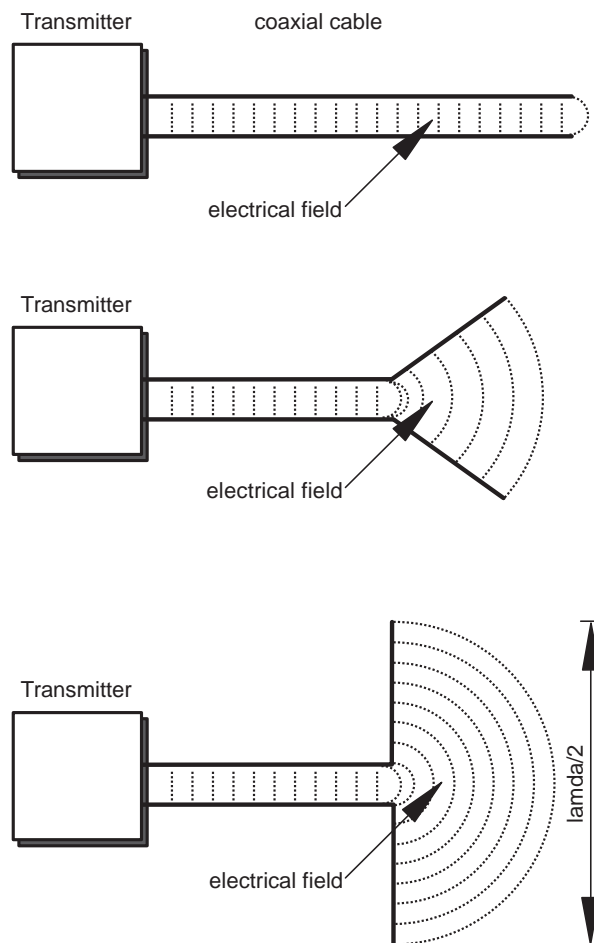 Transmitter
coaxial cable
electrical field
Transmitter
electrical field
Transmitter
lamda/2
electrical field